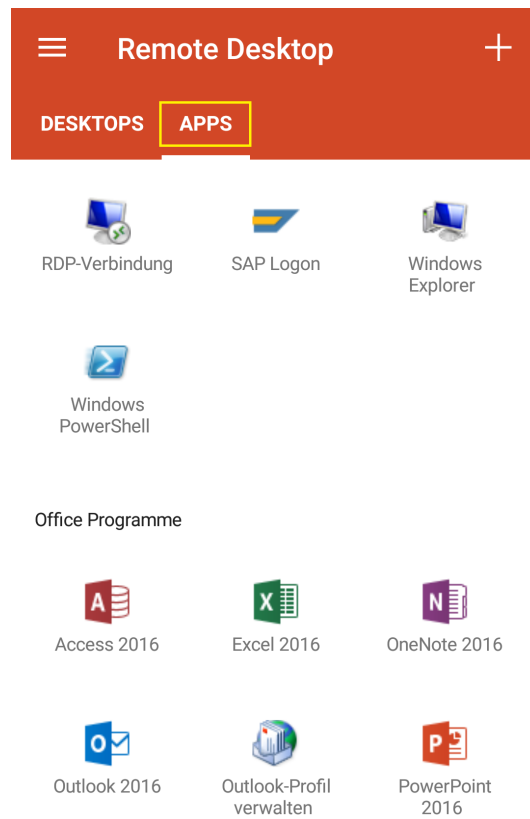 Remote Desktop
DESKTOPS APPS
RDP-Verbindung SAP Logon Windows
Explorer
Windows
PowerShell
Office Programme
A X N
Access 2016 Excel 2016 OneNote 2016
O P
Outlook 2016 Outlook-Profil PowerPoint
verwalten 2016